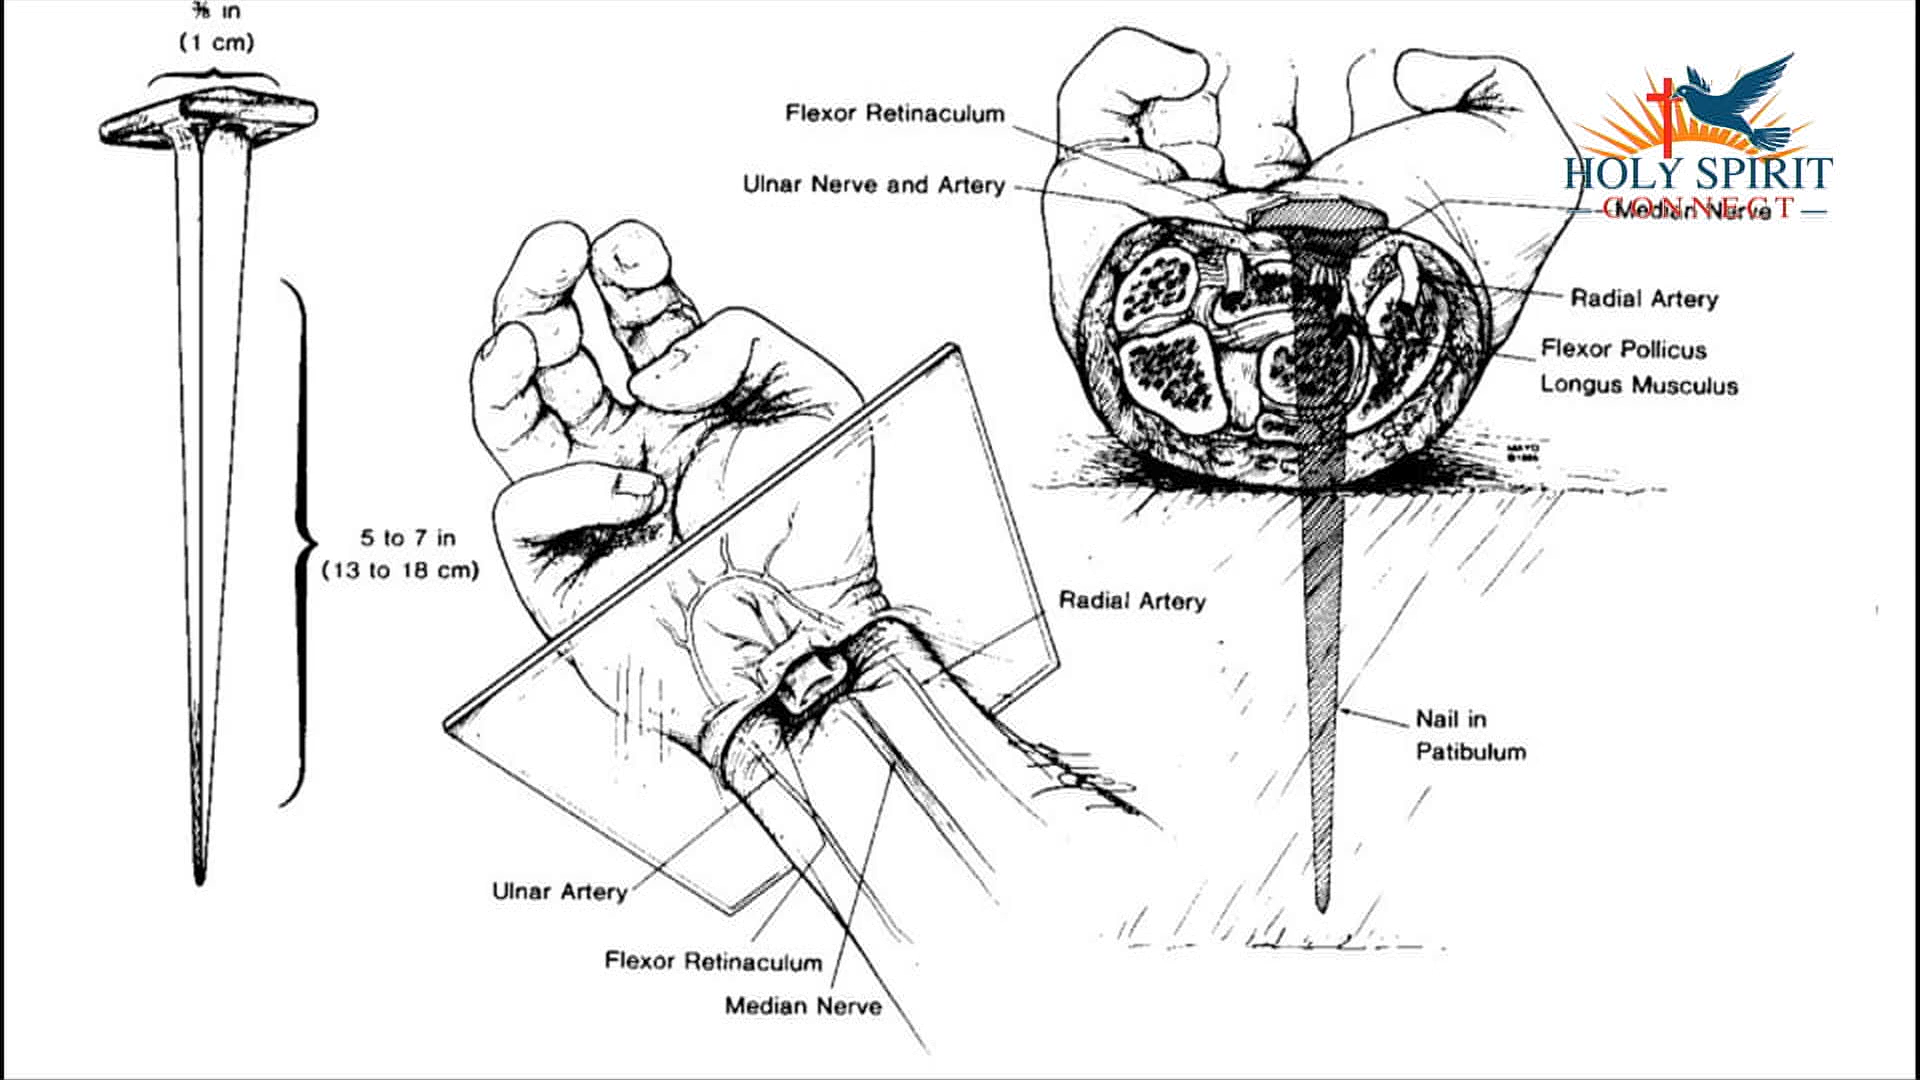 ⅜ in
(1 cm)
5 to 7 in
(13 to 18 cm)
Flexor Retinaculum
Ulnar Nerve and Artery
HOLY SPIRIT
CONNECT
Median Nerve
Radial Artery
Flexor Pollicus
Longus Musculus
MAYO
Radial Artery
Nail in
Patibulum
Ulnar Artery
Flexor Retinaculum
Median Nerve